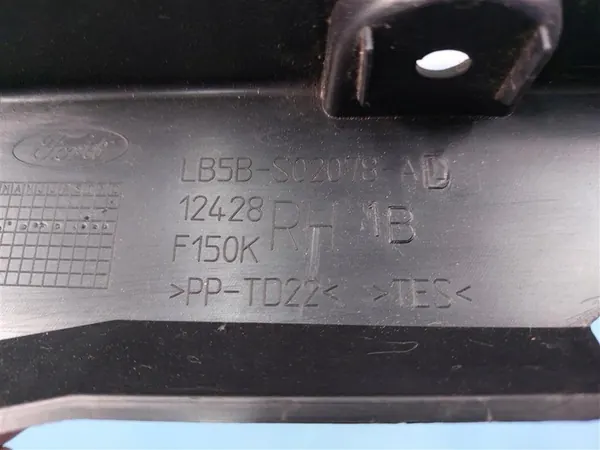 Ford
LB5B-S02078-AD
12428 RH 1B
F150K
>PP-TD22< >TES<